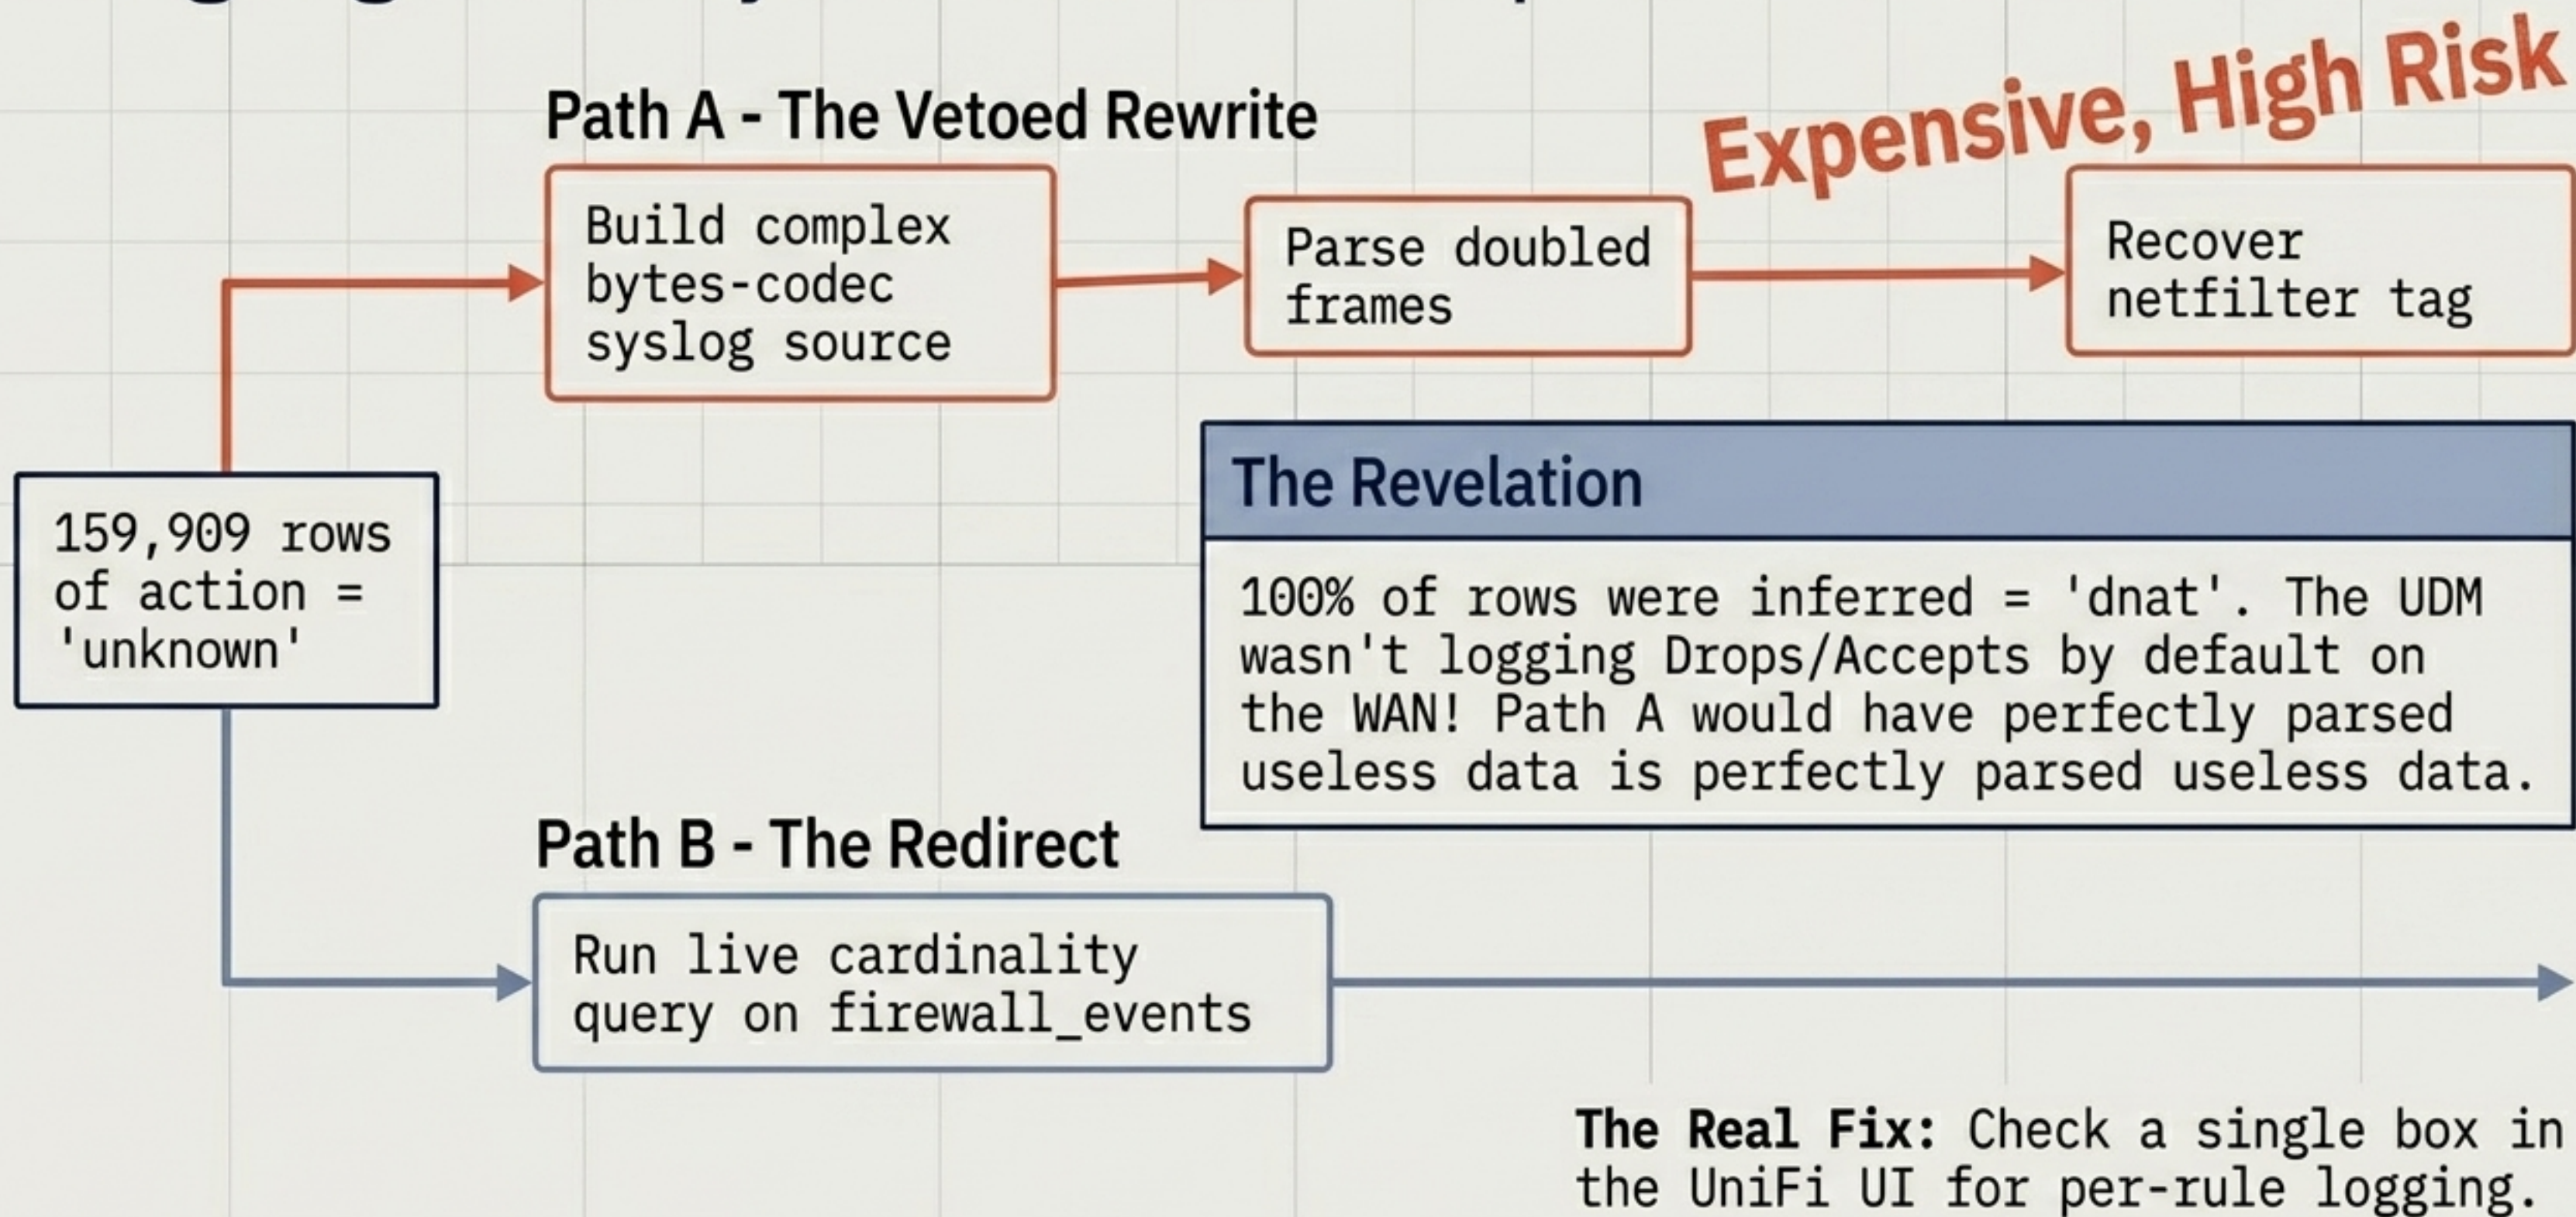 Path A - The Vetoed Rewrite
Expensive, High Risk
Build complex
bytes-codec
syslog source
Parse doubled
frames
Recover
netfilter tag
159,909 rows
of action =
'unknown'
The Revelation
100% of rows were inferred = 'dnat'. The UDM
wasn't logging Drops/Accepts by default on
the WAN! Path A would have perfectly parsed
useless data is perfectly parsed useless data.
Path B - The Redirect
Run live cardinality
query on firewall_events
The Real Fix: Check a single box in
the UniFi UI for per-rule logging.